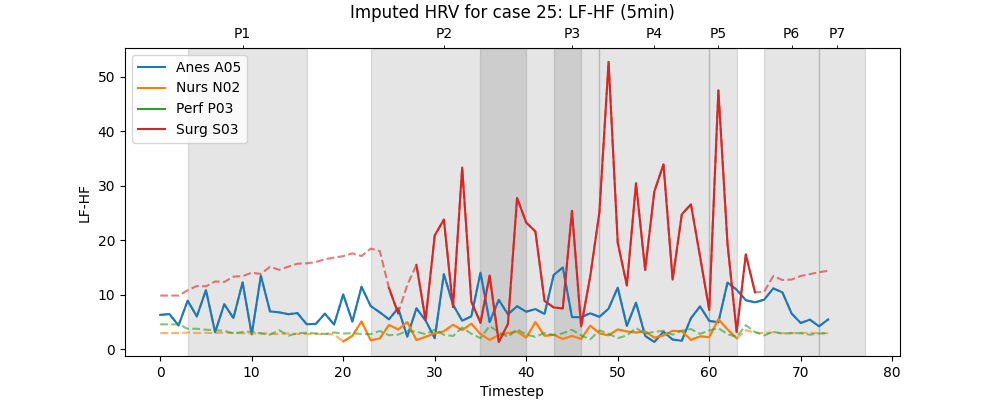 Imputed HRV for case 25: LF-HF (5min)
P1 P2 P3 P4 P5 P6 P7
Anes A05
Nurs N02
Perf P03
Surg S03
LF-HF
50
40
30
20
10
0
0 10 20 30 40 50 60 70 80
Timestep